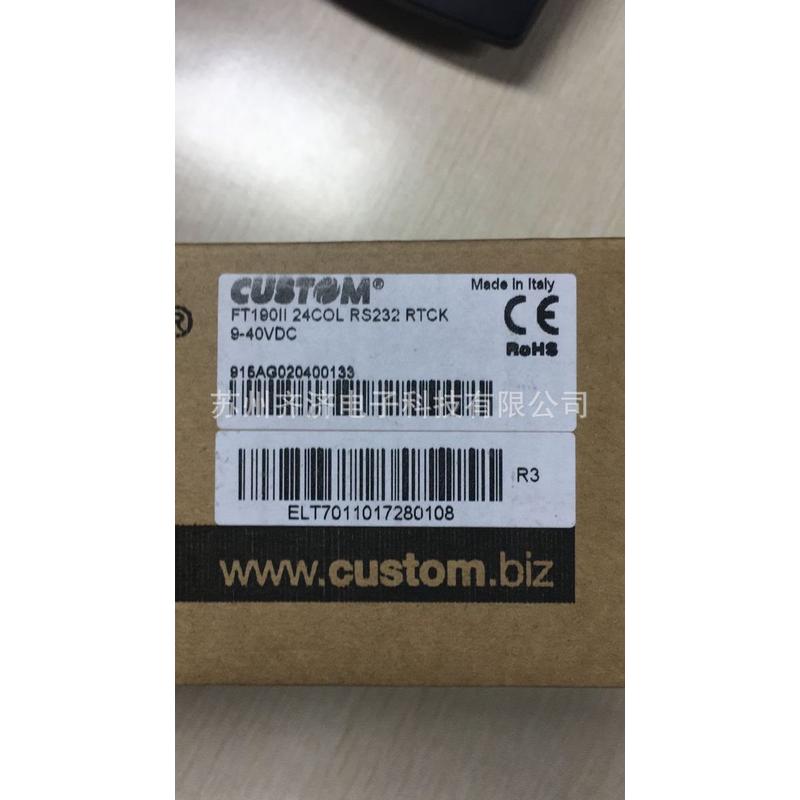 ®
CUSTOM®
Made in Italy
FT190II 24COL RS232 RTCK
9-40VDC
CE
RoHS
915AG020400133
苏州齐济电子科技有限公司
R3
ELT7011017280108
www.custom.biz